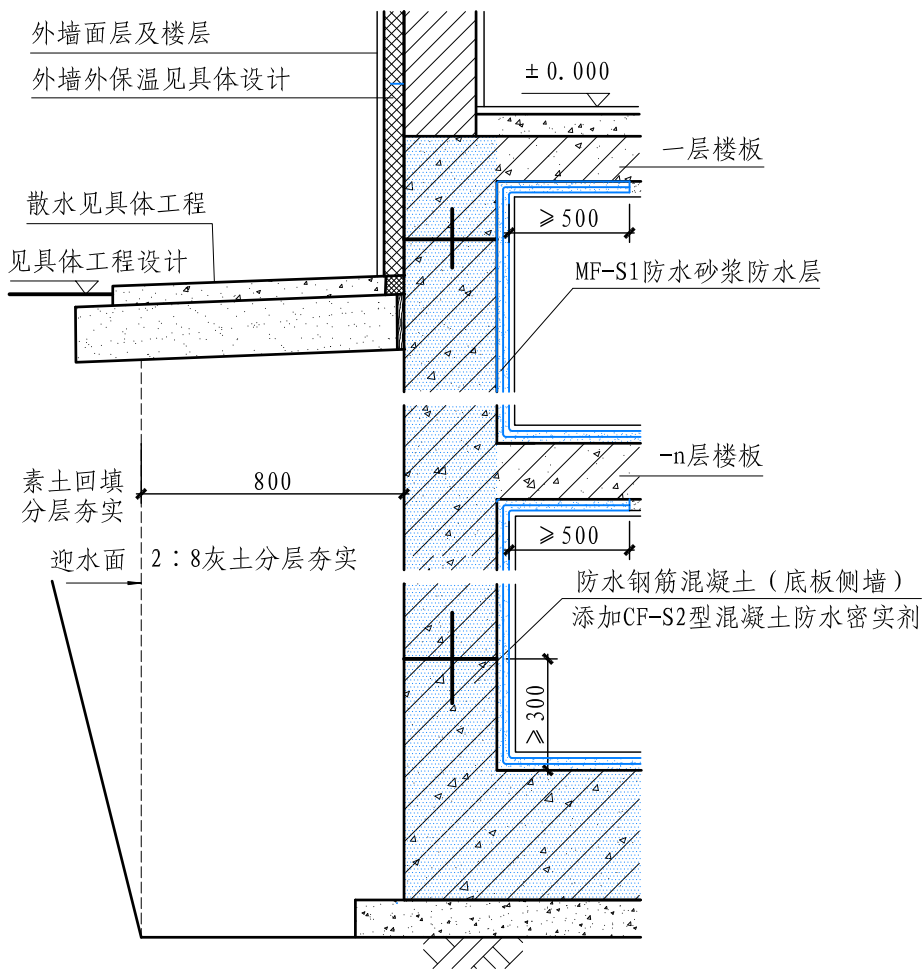 外墙面层及楼层
外墙外保温见具体设计
±0.000
一层楼板
散水见具体工程
≥500
见具体工程设计
MF-S1防水砂浆防水层
-n层楼板
素土回填
分层夯实
800
≥500
迎水面
2：8灰土分层夯实
防水钢筋混凝土（底板侧墙）
添加CF-S2型混凝土防水密实剂
≥300